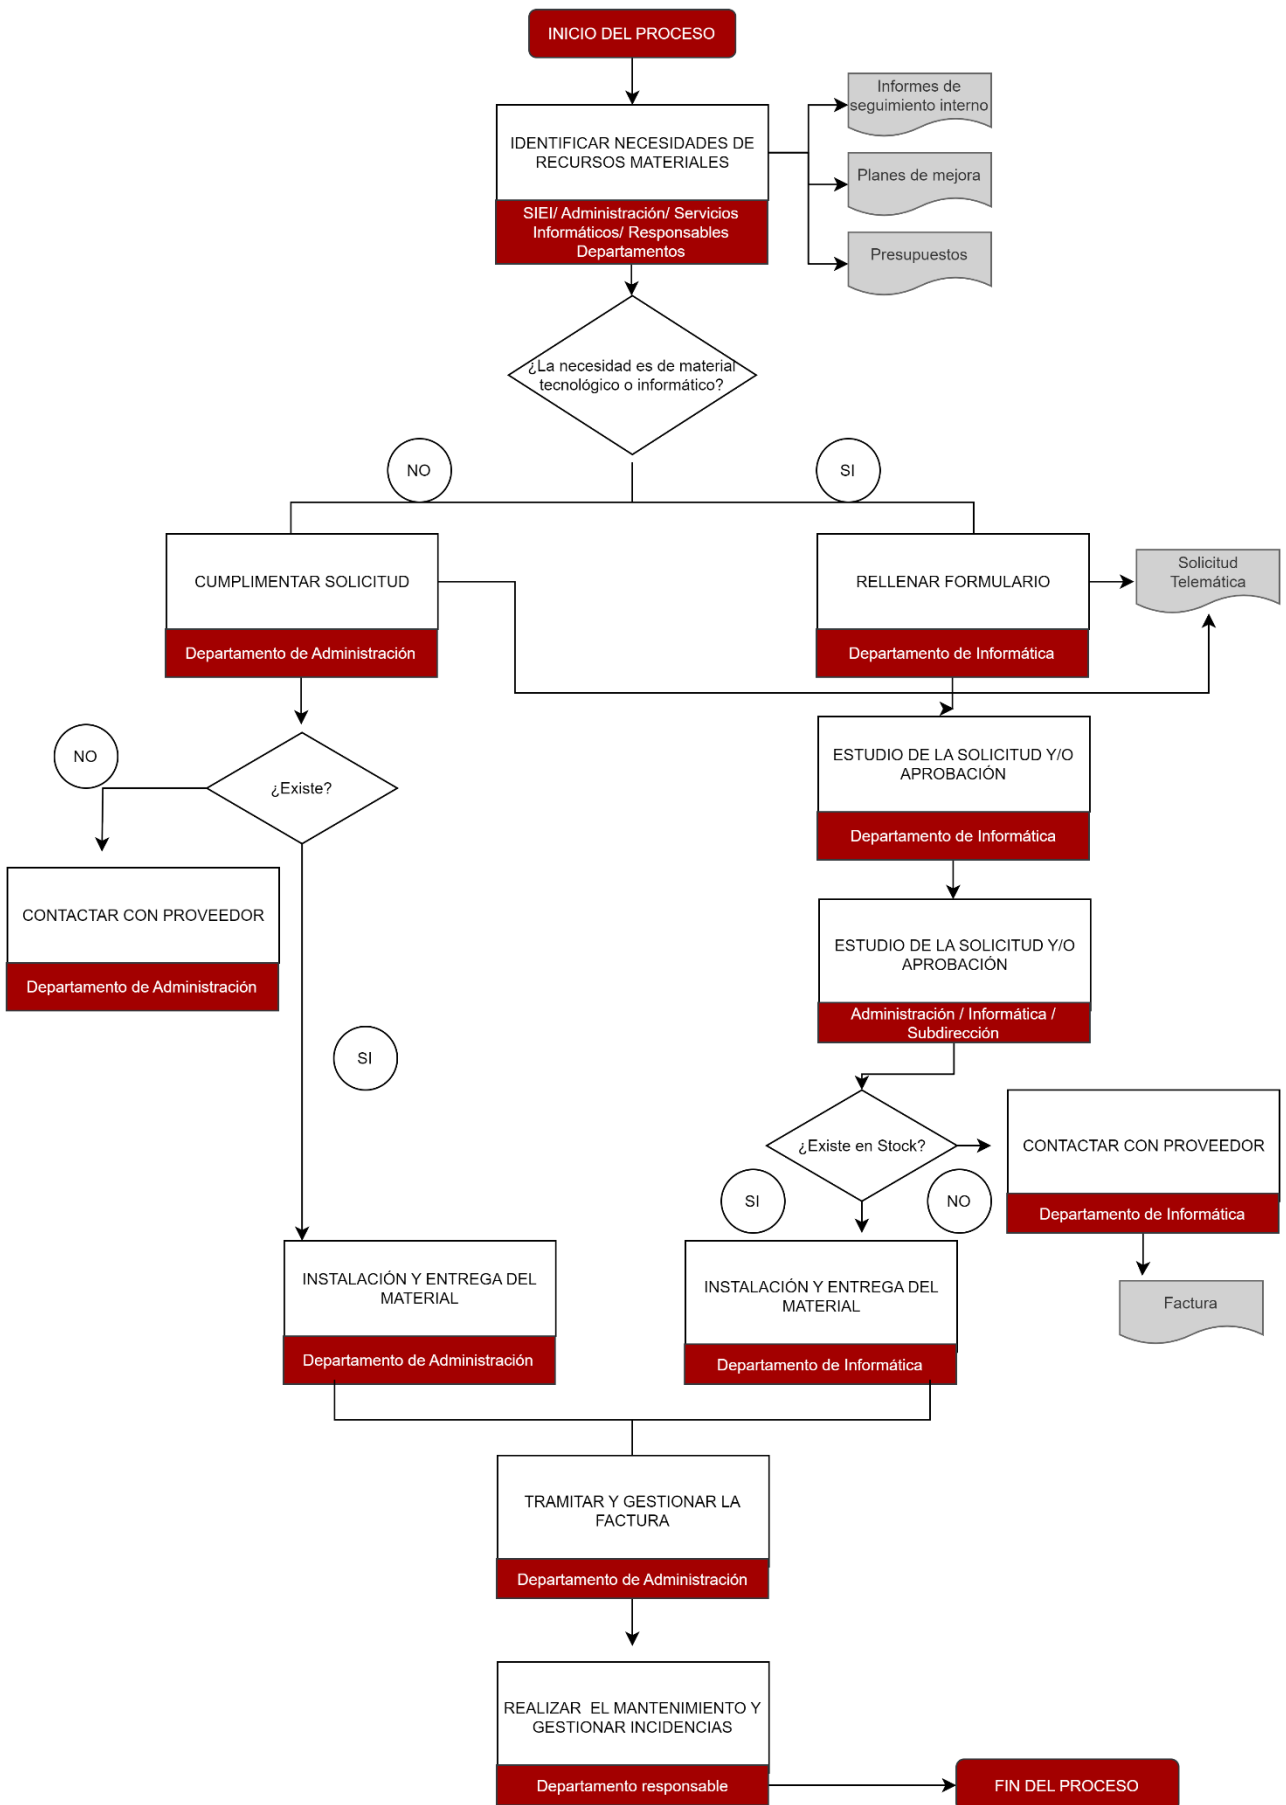 INICIO DEL PROCESO
Informes de
seguimiento interno
IDENTIFICAR NECESIDADES DE
RECURSOS MATERIALES
Planes de mejora
SIEI/ Administración/ Servicios
Informáticos/ Responsables
Departamentos
Presupuestos
¿La necesidad es de material
tecnológico o informático?
NO
SI
CUMPLIMENTAR SOLICITUD
Departamento de Administración
RELLENAR FORMULARIO
Departamento de Informática
Solicitud
Telemática
NO
¿Existe?
ESTUDIO DE LA SOLICITUD Y/O
APROBACIÓN
Departamento de Informática
CONTACTAR CON PROVEEDOR
Departamento de Administración
ESTUDIO DE LA SOLICITUD Y/O
APROBACIÓN
Administración / Informática /
Subdirección
SI
¿Existe en Stock?
CONTACTAR CON PROVEEDOR
Departamento de Informática
SI
NO
INSTALACIÓN Y ENTREGA DEL
MATERIAL
Departamento de Administración
INSTALACIÓN Y ENTREGA DEL
MATERIAL
Departamento de Informática
Factura
TRAMITAR Y GESTIONAR LA
FACTURA
Departamento de Administración
REALIZAR  EL MANTENIMIENTO Y
GESTIONAR INCIDENCIAS
Departamento responsable
FIN DEL PROCESO